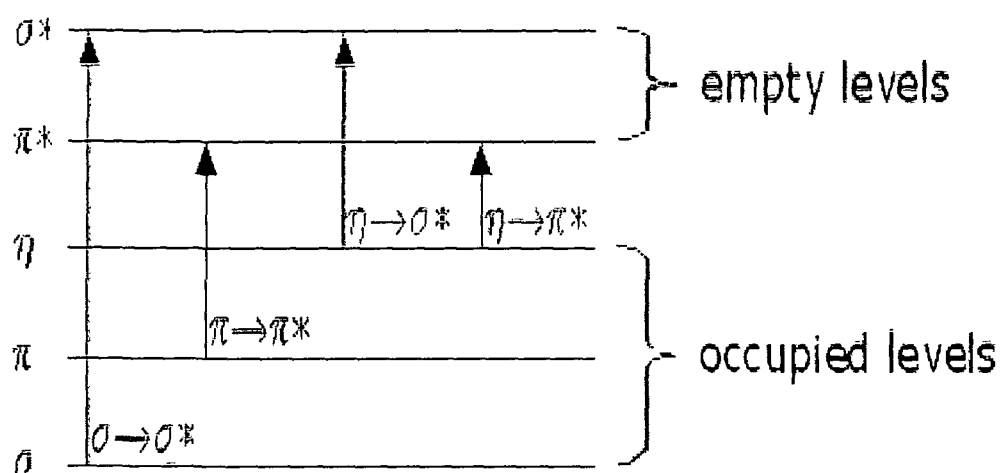 σ*
empty levels
π*
η→σ*
η→π*
η
π→π*
π
occupied levels
σ→σ*
σ